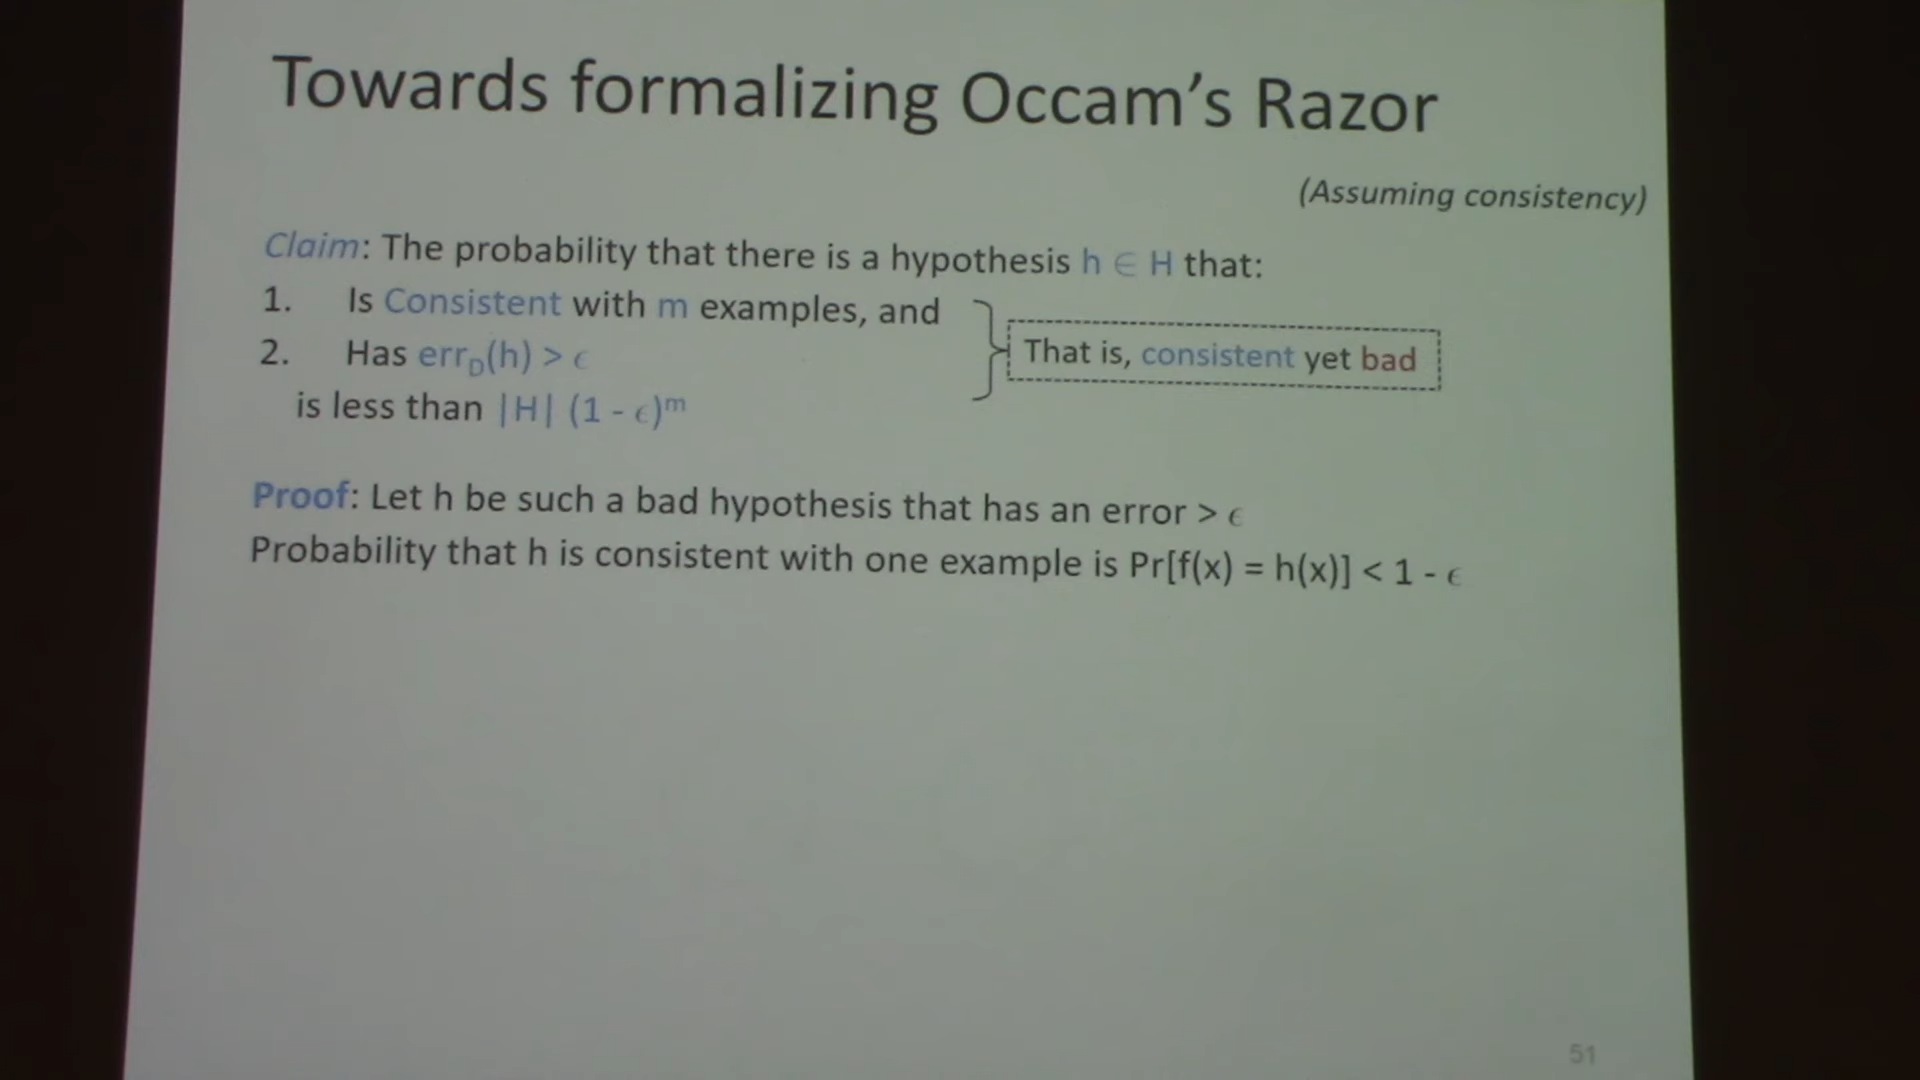 Towards formalizing Occam's Razor
(Assuming consistency)
Claim: The probability that there is a hypothesis h ∈ H that:
1. Is Consistent with m examples, and
2. Has err_D(h) > ϵ
That is, consistent yet bad
is less than |H| (1 - ϵ)^m
Proof: Let h be such a bad hypothesis that has an error > ϵ
Probability that h is consistent with one example is Pr[f(x) = h(x)] < 1 - ϵ
51